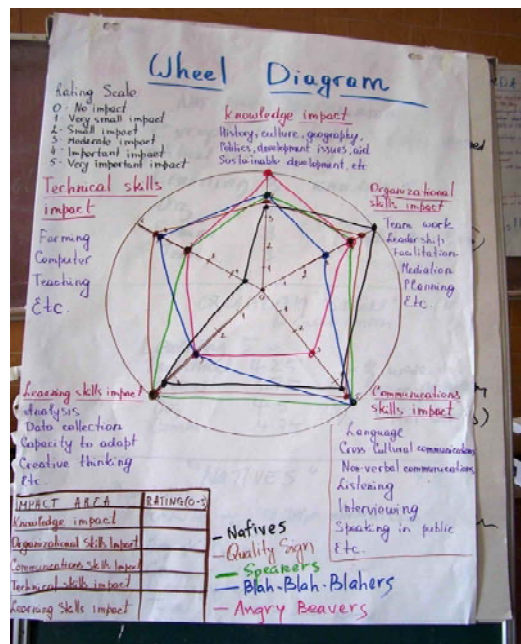 Wheel Diagram
Rating Scale
0 - No impact
1 - Very small impact
2 - Small impact
3 - Moderate impact
4 - Important impact
5 - Very important impact
Knowledge impact
History, culture, geography,
Politics, development issues, aid
Sustainable development, etc
Technical skills
impact
Farming
Computer
Teaching
Etc.
Organizational
skills impact
Team work
Leadership
Facilitation
Mediation
Planning
Etc.
Learning skills impact
Analysis
Data collection
Capacity to adapt
Creative thinking
Etc.
Communications
skills impact
Language
Cross Cultural communications
Non-verbal communications
Listening
Interviewing
Speaking in public
Etc.
IMPACT AREA RATING(0-5)
Knowledge impact
Organizational Skills Impact
Communications Skills Impact
Technical skills impact
Learning skills impact
- Natives
- Quality Sign
- Speakers
- Blah-Blah-Blahers
- Angry Beavers